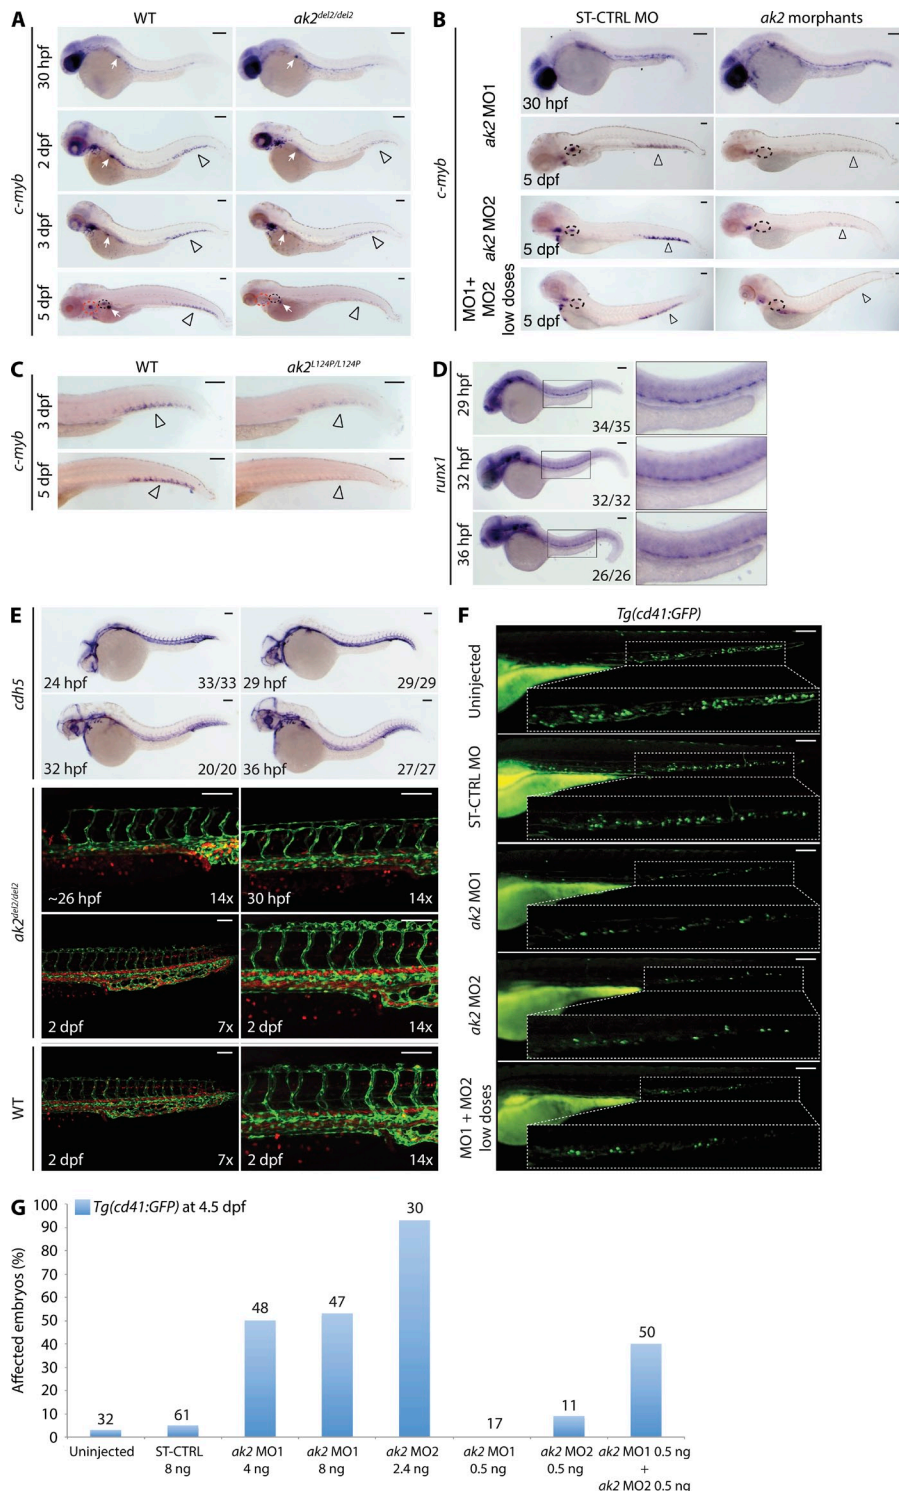 A
WT
ak2del2/del2
c-myb
30 hpf
2 dpf
3 dpf
5 dpf
B
ST-CTRL MO
ak2 morphants
c-myb
ak2 MO1
30 hpf
5 dpf
ak2 MO2
5 dpf
MO1+
MO2
low doses
5 dpf
C
WT
ak2L124P/L124P
c-myb
3 dpf
5 dpf
D
runx1
29 hpf
34/35
32 hpf
32/32
36 hpf
26/26
E
cdh5
24 hpf
33/33
29 hpf
29/29
32 hpf
20/20
36 hpf
27/27
ak2del2/del2
~26 hpf
14x
30 hpf
14x
2 dpf
7x
2 dpf
14x
WT
2 dpf
7x
2 dpf
14x
F
Tg(cd41:GFP)
Uninjected
ST-CTRL MO
ak2 MO1
ak2 MO2
MO1 + MO2
low doses
G
Tg(cd41:GFP) at 4.5 dpf
Affected embryos (%)
100
90
80
70
60
50
40
30
20
10
0
32
61
48
47
30
17
11
50
Uninjected
ST-CTRL
8 ng
ak2 MO1
4 ng
ak2 MO1
8 ng
ak2 MO2
2.4 ng
ak2 MO1
0.5 ng
ak2 MO2
0.5 ng
ak2 MO1 0.5 ng
+
ak2 MO2 0.5 ng